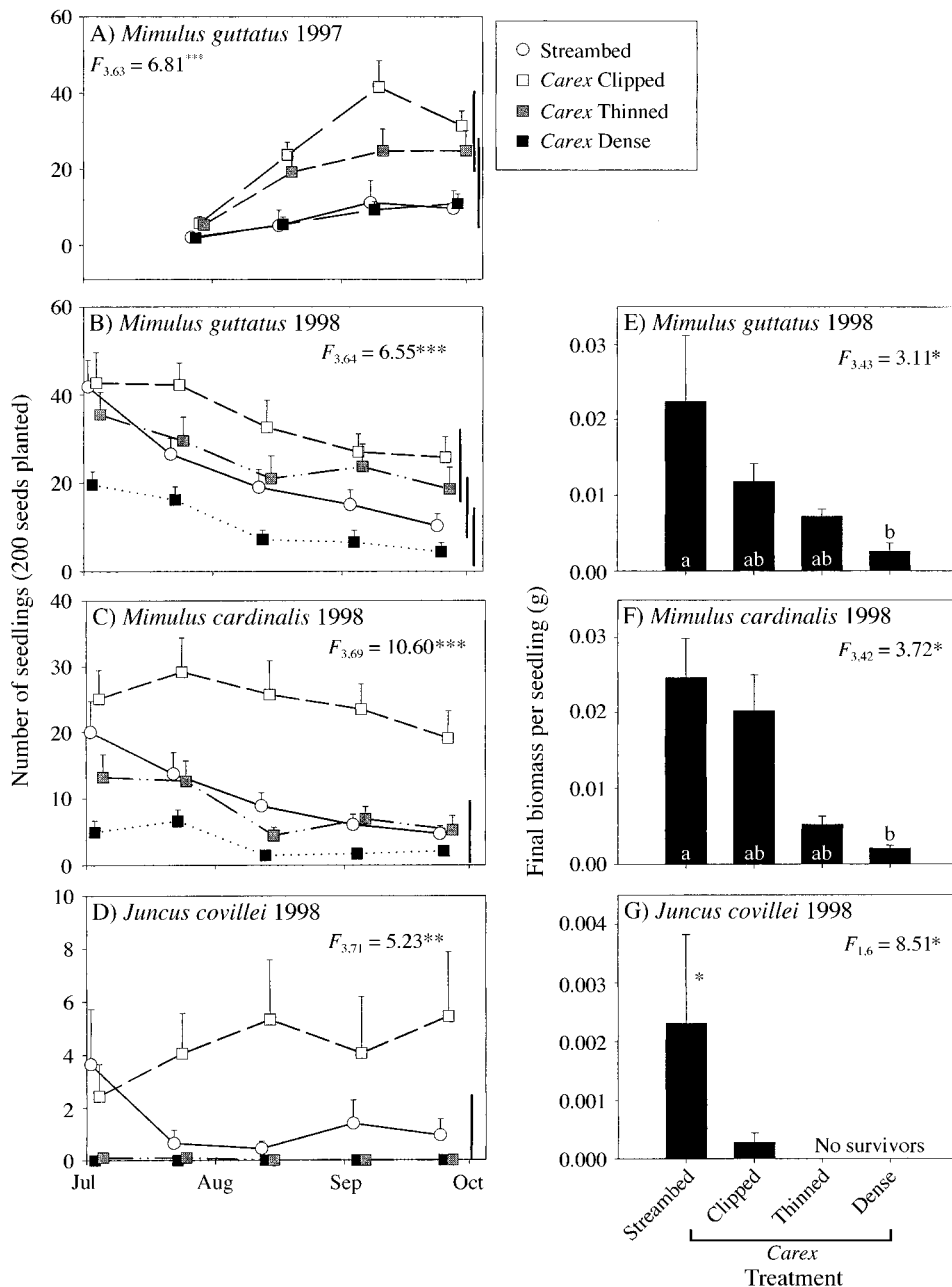 A) Mimulus guttatus 1997
F3,63 = 6.81***
60
40
20
0
Streambed
Carex Clipped
Carex Thinned
Carex Dense
B) Mimulus guttatus 1998
F3,64 = 6.55***
60
40
20
0
C) Mimulus cardinalis 1998
F3,69 = 10.60***
40
30
20
10
0
D) Juncus covillei 1998
F3,71 = 5.23**
8
6
4
2
0
Jul
Aug
Sep
Oct
Number of seedlings (200 seeds planted)
E) Mimulus guttatus 1998
F3,43 = 3.11*
0.03
0.02
0.01
0.00
a
ab
ab
b
F) Mimulus cardinalis 1998
F3,42 = 3.72*
0.03
0.02
0.01
0.00
a
ab
ab
b
G) Juncus covillei 1998
F1,6 = 8.51*
0.004
0.003
0.002
0.001
0.000
*
No survivors
Streambed
Clipped
Thinned
Dense
Carex
Treatment
Final biomass per seedling (g)